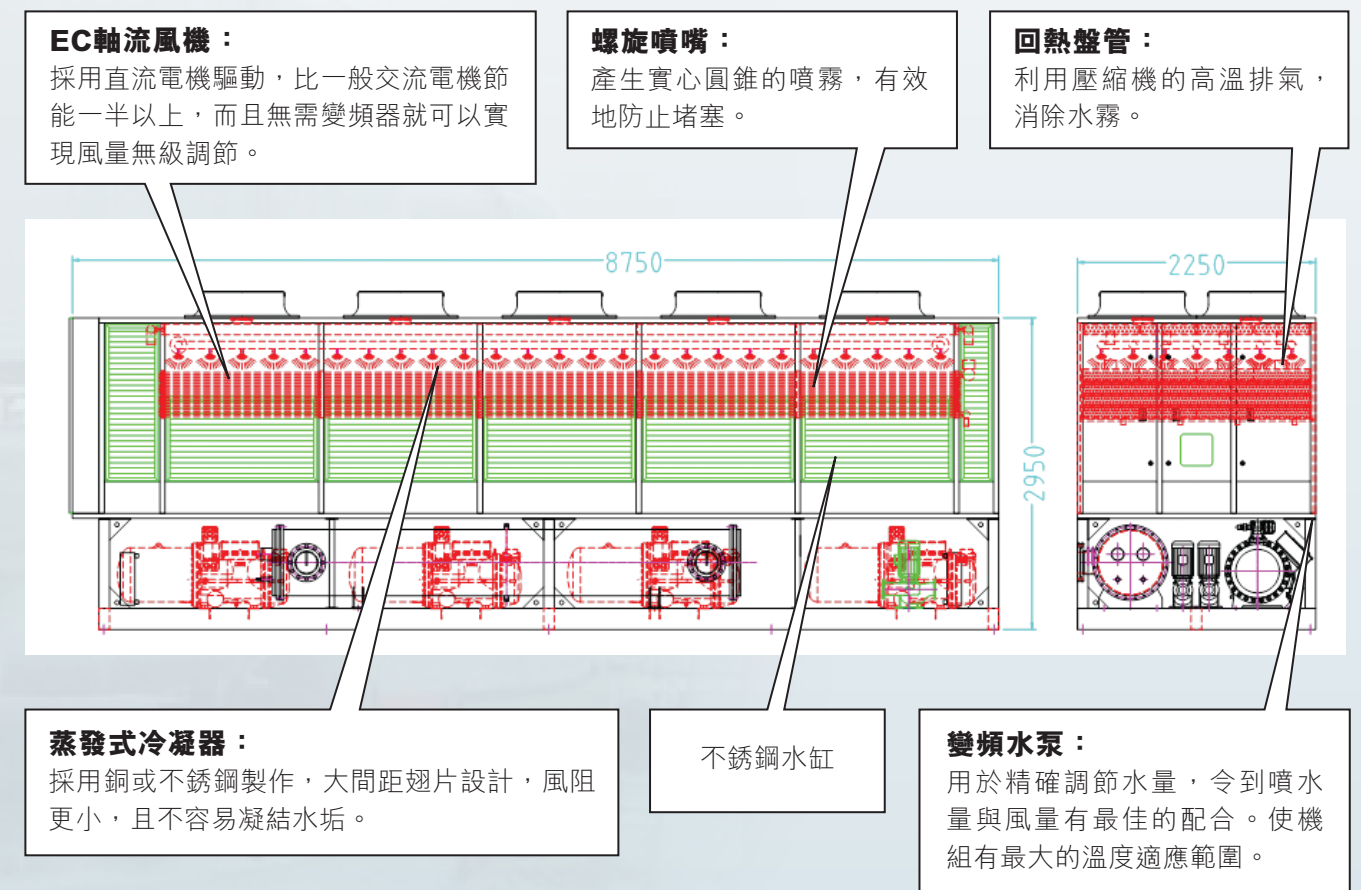 EC軸流風機：
採用直流電機驅動，比一般交流電機節
能一半以上，而且無需變頻器就可以實
現風量無級調節。
螺旋噴嘴：
產生實心圓錐的噴霧，有效
地防止堵塞。
回熱盤管：
利用壓縮機的高溫排氣，
消除水霧。
8750
2250
2950
蒸發式冷凝器：
採用銅或不銹鋼製作，大間距翅片設計，風阻
更小，且不容易凝結水垢。
不銹鋼水缸
變頻水泵：
用於精確調節水量，令到噴水
量與風量有最佳的配合。使機
組有最大的溫度適應範圍。